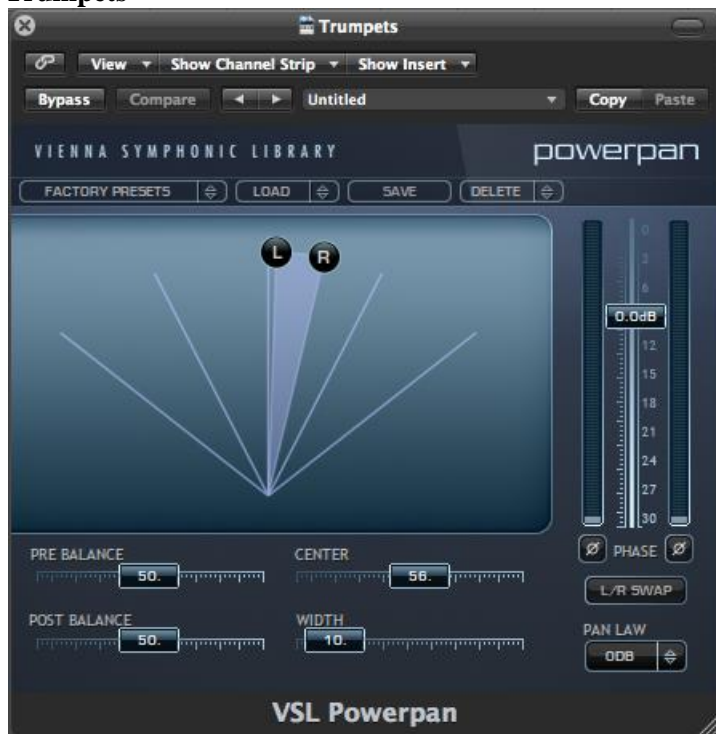 Trumpets
Trumpets
View Show Channel Strip Show Insert
Bypass Compare Untitled Copy Paste
VIENNA SYMPHONIC LIBRARY powerpan
FACTORY PRESETS LOAD SAVE DELETE
L R
0
3
6
0.0dB
12
15
18
21
24
27
30
PRE BALANCE CENTER Ø PHASE Ø
50. 56.
L/R SWAP
POST BALANCE WIDTH
50. 10.
PAN LAW
0DB
VSL Powerpan